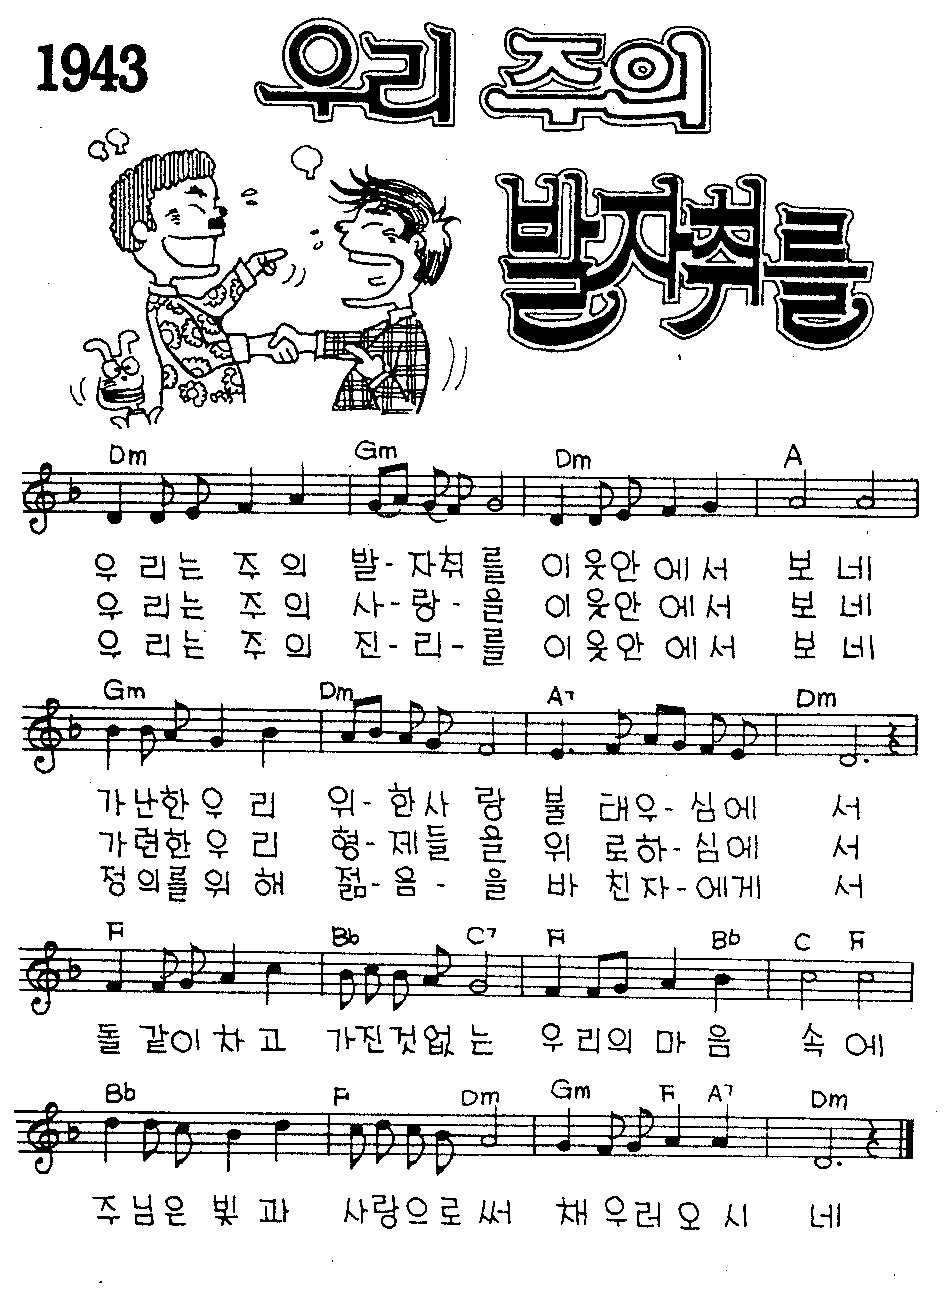 1943
우리 주의
발자취를
Dm Gm Dm A
우 리 는 주 의 발- 자취 를 이 웃안 에 서 보 네
우 리 는 주 의 사- 랑- 을 이 웃안 에 서 보 네
우 리 는 주 의 진- 리- 를 이 웃안 에 서 보 네
Gm Dm A7 Dm
가 난한 우 리 위- 한사 랑 불 태우- 심에 서
가 련한 우 리 형- 제들 을 위 로하- 심에 서
정 의를 위 해 젊- 음- 을 바 친자- 에게 서
F Bb C7 F Bb C F
돌 같이 차 고 가진것없 는 우 리의 마 음 속 에
Bb F Dm Gm F A7 Dm
주 님은 빛 과 사랑으로 써 채 우러 오 시 네